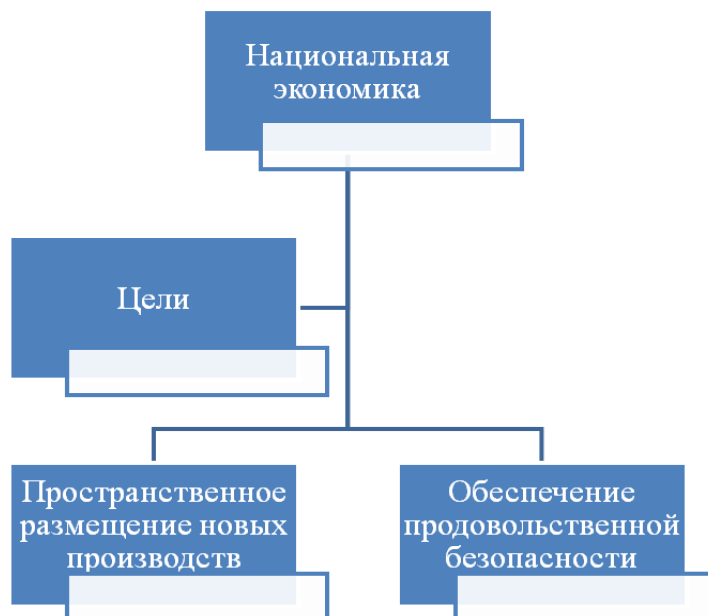 Национальная
экономика
Цели
Пространственное
размещение новых
производств
Обеспечение
продовольственной
безопасности